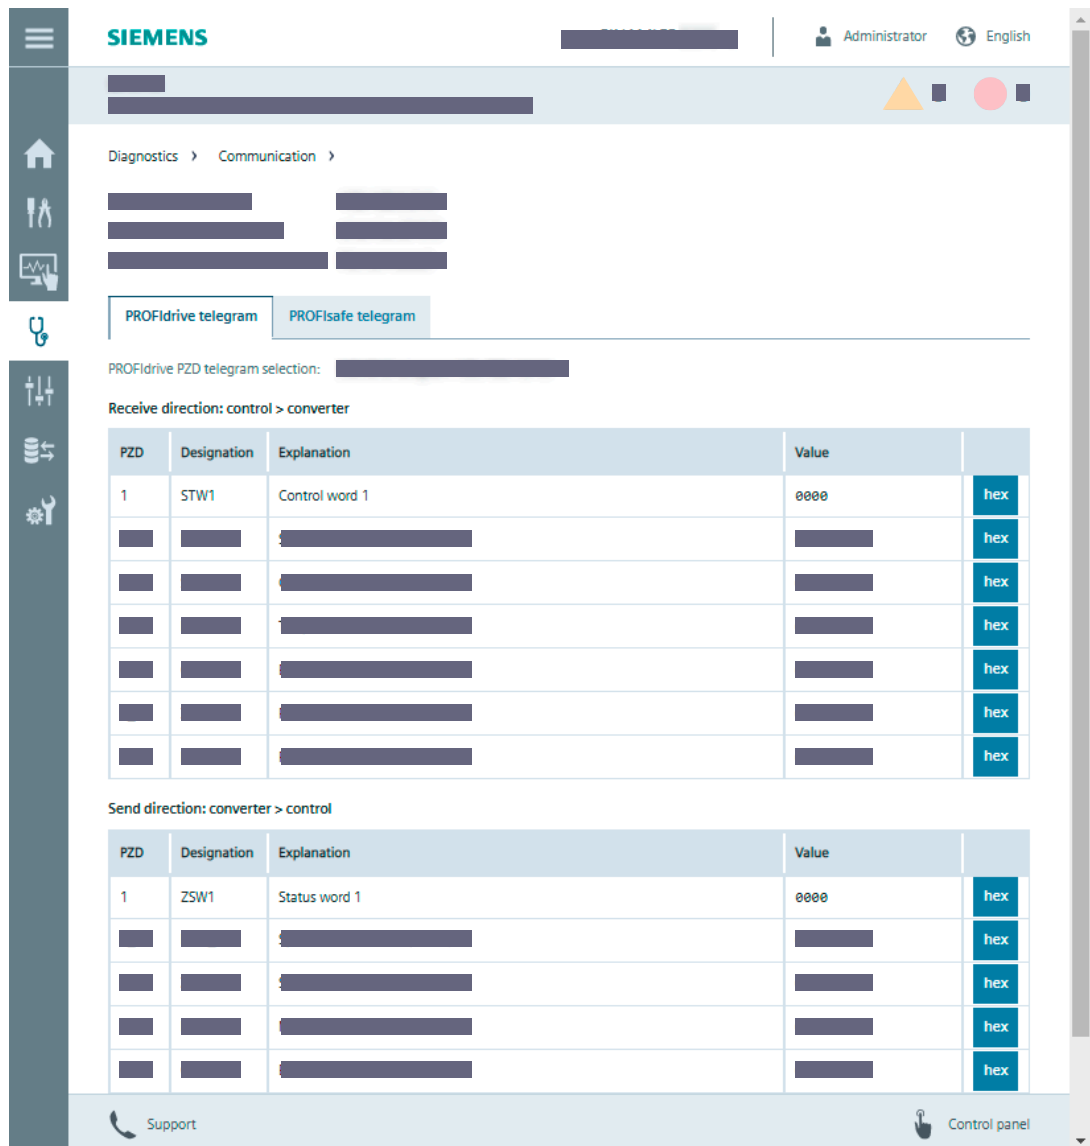 SIEMENS
Administrator
English
Diagnostics > Communication >
PROFIdrive telegram
PROFIsafe telegram
PROFIdrive PZD telegram selection:
Receive direction: control > converter
PZD Designation Explanation Value
1 STW1 Control word 1 0000 hex
hex
hex
hex
hex
hex
hex
Send direction: converter > control
PZD Designation Explanation Value
1 ZSW1 Status word 1 0000 hex
hex
hex
hex
hex
Support
Control panel